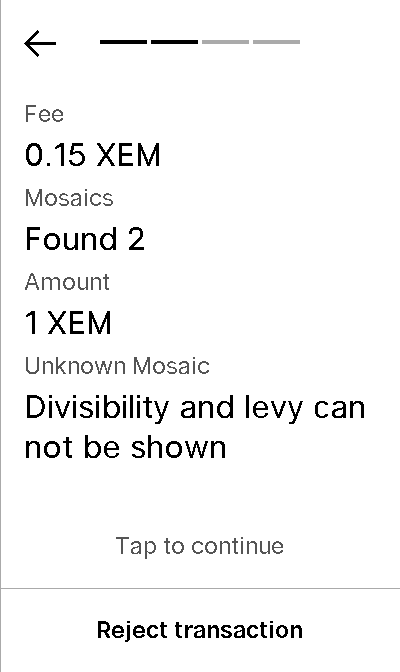 Fee
0.15 XEM
Mosaics
Found 2
Amount
1 XEM
Unknown Mosaic
Divisibility and levy can
not be shown
Tap to continue
Reject transaction